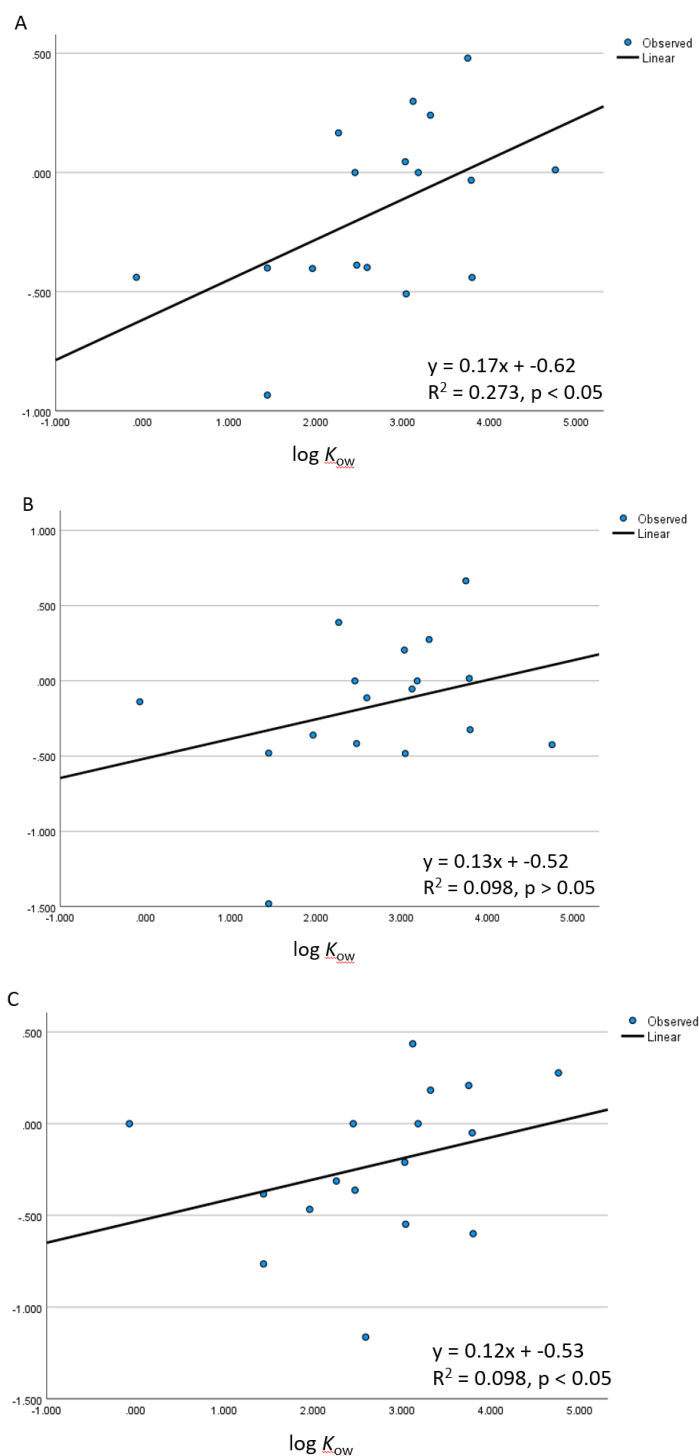 A
Observed
Linear
.500
.000
-.500
-1.000
-1.000 .000 1.000 2.000 3.000 4.000 5.000
y = 0.17x + -0.62
R² = 0.273, p < 0.05
log Kow
B
Observed
Linear
1.000
.500
.000
-.500
-1.000
-1.500
-1.000 .000 1.000 2.000 3.000 4.000 5.000
y = 0.13x + -0.52
R² = 0.098, p > 0.05
log Kow
C
Observed
Linear
.500
.000
-.500
-1.000
-1.500
-1.000 .000 1.000 2.000 3.000 4.000 5.000
y = 0.12x + -0.53
R² = 0.098, p < 0.05
log Kow